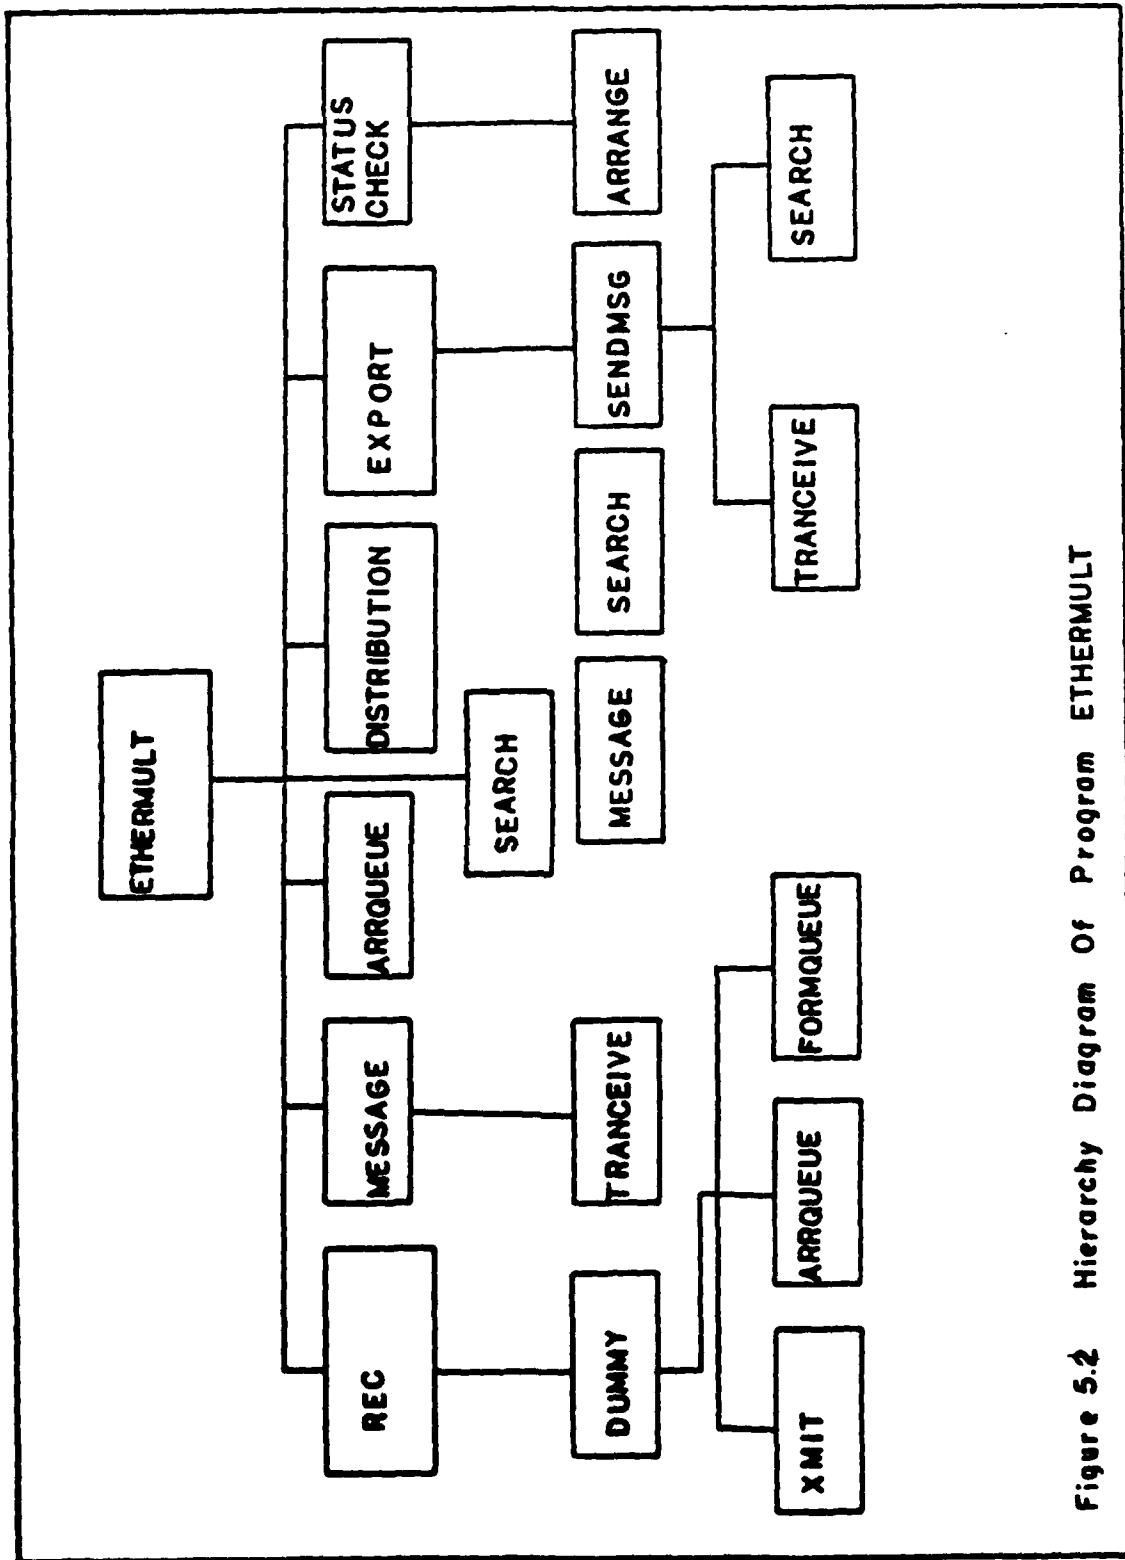 ETHERMULT
REC
MESSAGE
ARRQUEUE
DISTRIBUTION
EXPORT
STATUS
CHECK
SEARCH
DUMMY
TRANCEIVE
MESSAGE
SEARCH
SENDMSG
ARRANGE
XMIT
ARRQUEUE
FORMQUEUE
TRANCEIVE
SEARCH
Figure 5.2 Hierarchy Diagram Of Program ETHERMULT